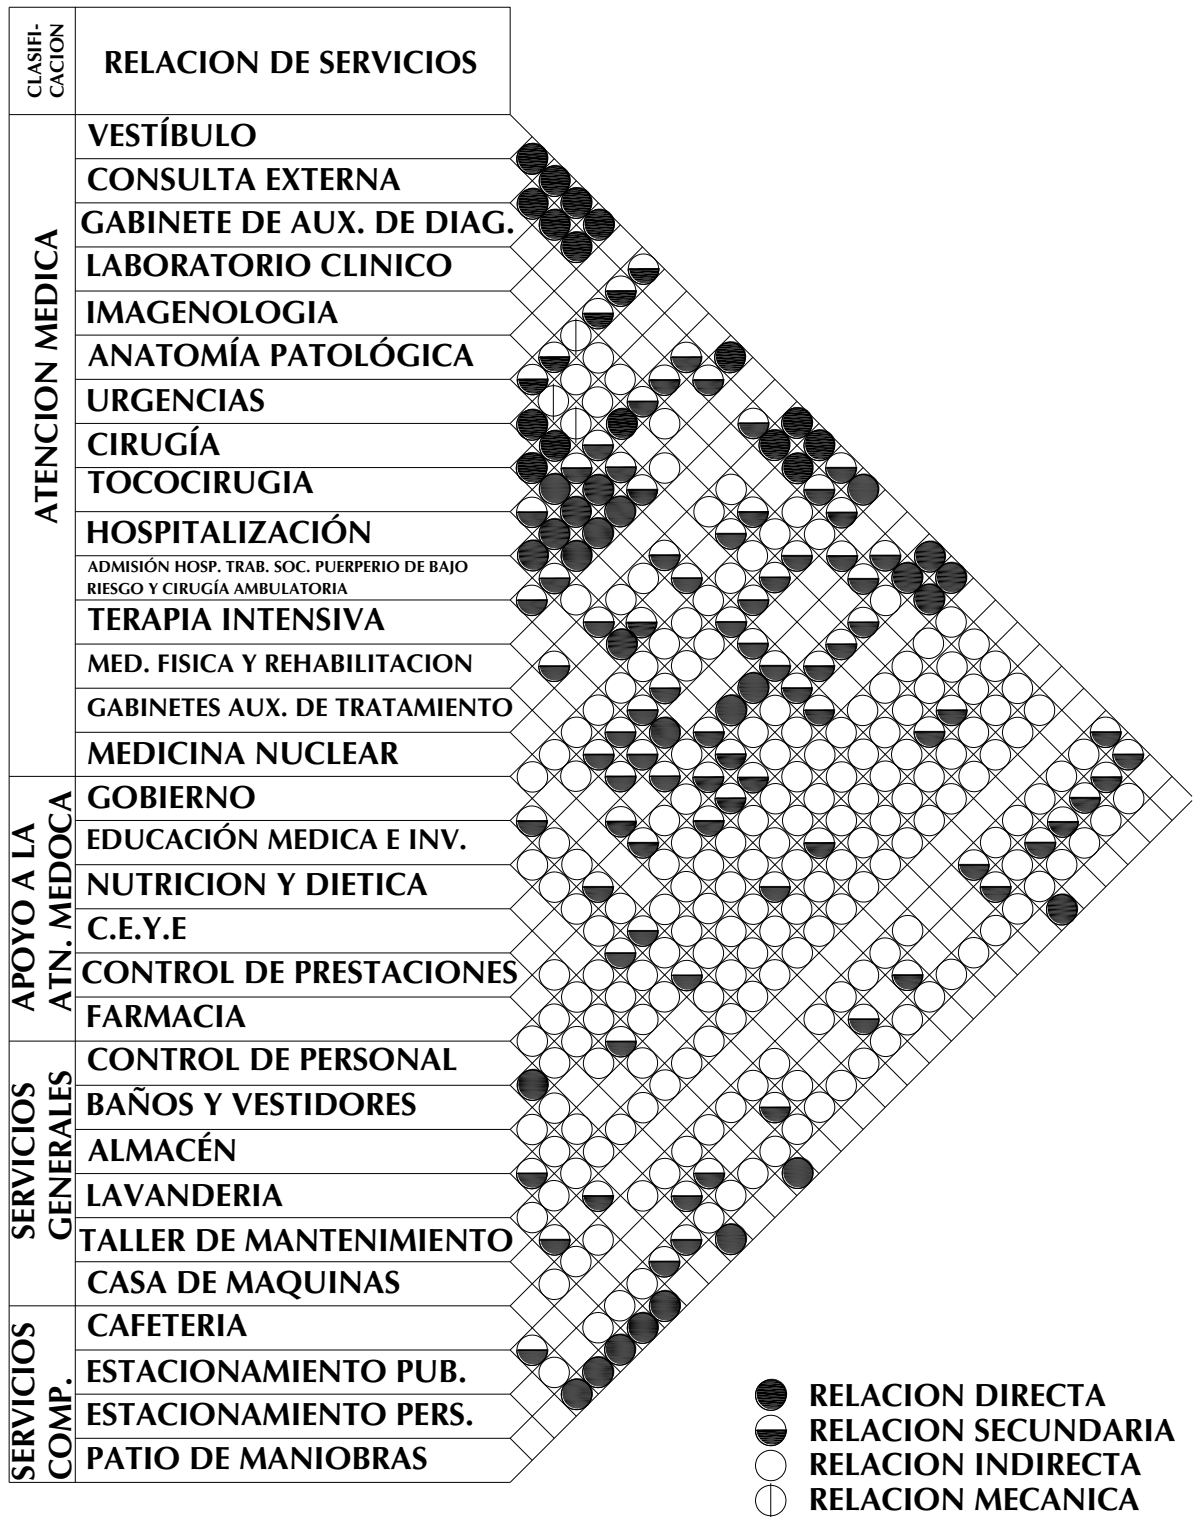 CLASIFI-
CACION
RELACION DE SERVICIOS
ATENCION MEDICA
VESTÍBULO
CONSULTA EXTERNA
GABINETE DE AUX. DE DIAG.
LABORATORIO CLINICO
IMAGENOLOGIA
ANATOMÍA PATOLÓGICA
URGENCIAS
CIRUGÍA
TOCOCIRUGIA
HOSPITALIZACIÓN
ADMISIÓN HOSP. TRAB. SOC. PUERPERIO DE BAJO
RIESGO Y CIRUGÍA AMBULATORIA
TERAPIA INTENSIVA
MED. FISICA Y REHABILITACION
GABINETES AUX. DE TRATAMIENTO
MEDICINA NUCLEAR
APOYO A LA
ATN. MEDOCA
GOBIERNO
EDUCACIÓN MEDICA E INV.
NUTRICION Y DIETICA
C.E.Y.E
CONTROL DE PRESTACIONES
FARMACIA
SERVICIOS
GENERALES
CONTROL DE PERSONAL
BAÑOS Y VESTIDORES
ALMACÉN
LAVANDERIA
TALLER DE MANTENIMIENTO
CASA DE MAQUINAS
SERVICIOS
COMP.
CAFETERIA
ESTACIONAMIENTO PUB.
ESTACIONAMIENTO PERS.
PATIO DE MANIOBRAS
RELACION DIRECTA
RELACION SECUNDARIA
RELACION INDIRECTA
RELACION MECANICA